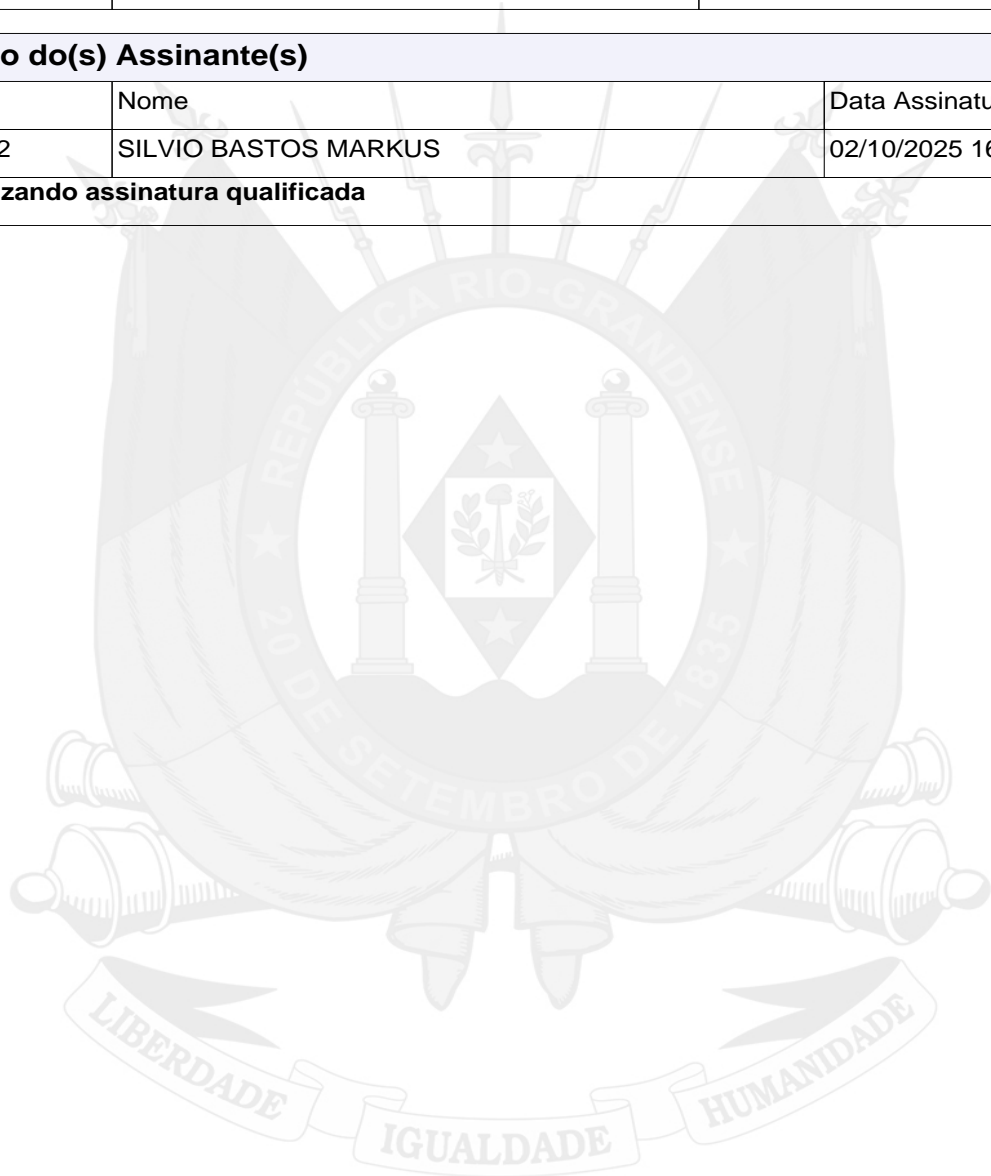 o do(s) Assinante(s)
Nome Data Assinatu
2 SILVIO BASTOS MARKUS 02/10/2025 16
zando assinatura qualificada
REPÚBLICA RIO-GRANDENSE
20 DE SETEMBRO DE 1835
LIBERDADE IGUALDADE HUMANIDADE